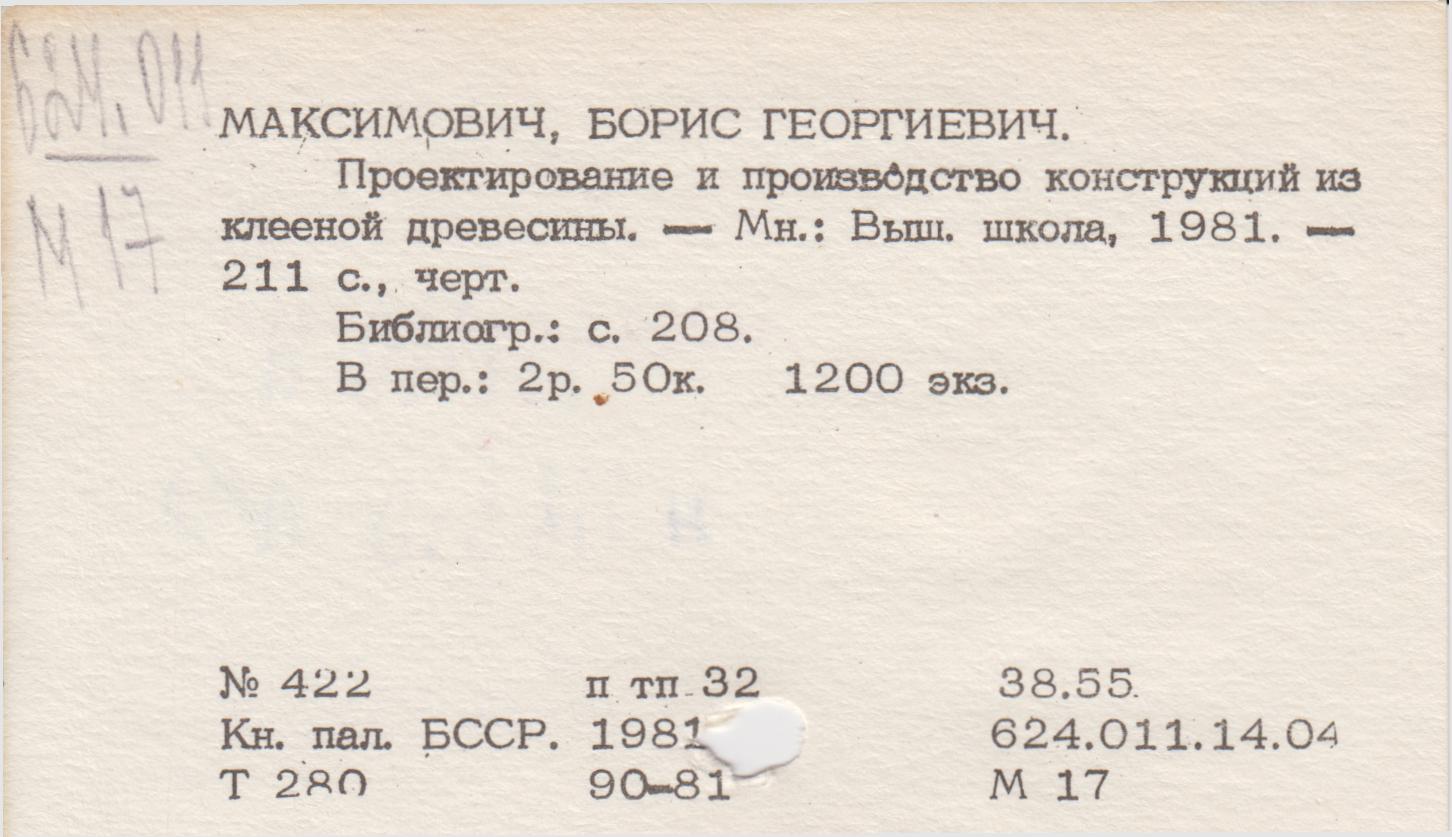 624.011
М 17
МАКСИМОВИЧ, БОРИС ГЕОРГИЕВИЧ.
Проектирование и производство конструкций из
клееной древесины. — Мн.: Выш. школа, 1981. —
211 с., черт.
Библиогр.: с. 208.
В пер.: 2р. 50к. 1200 экз.
№ 422 п тп 32 38.55
Кн. пал. БССР. 1981 624.011.14.04
Т 280 90-81 М 17